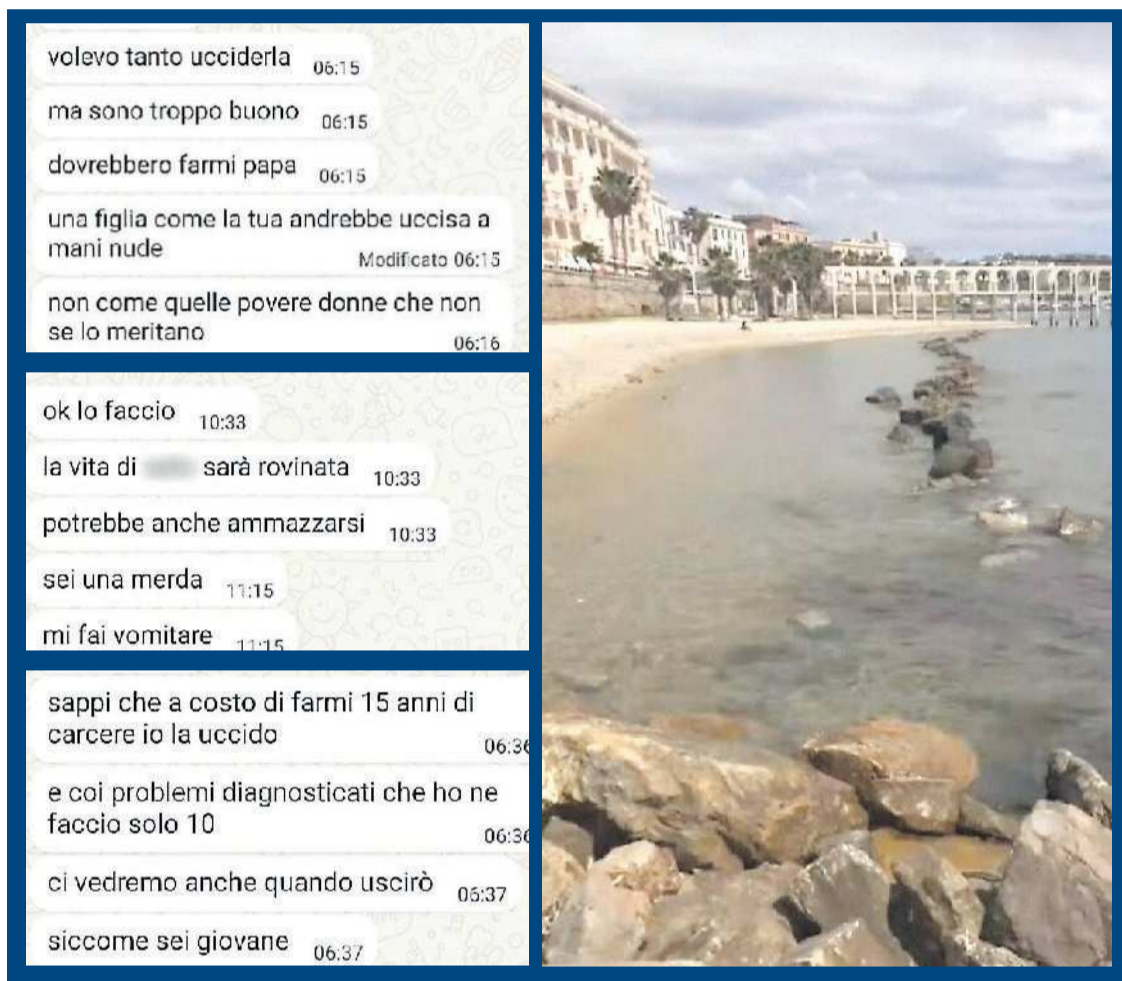 volevo tanto ucciderla 06:15
ma sono troppo buono 06:15
dovrebbero farmi papa 06:15
una figlia come la tua andrebbe uccisa a
mani nude
Modificato 06:15
non come quelle povere donne che non
se lo meritano
06:16
ok lo faccio 10:33
la vita di sarà rovinata 10:33
potrebbe anche ammazzarsi 10:33
sei una merda 11:15
mi fai vomitare 11:15
sappi che a costo di farmi 15 anni di
carcere io la uccido
06:36
e coi problemi diagnosticati che ho ne
faccio solo 10
06:36
ci vedremo anche quando uscirò 06:37
siccome sei giovane 06:37